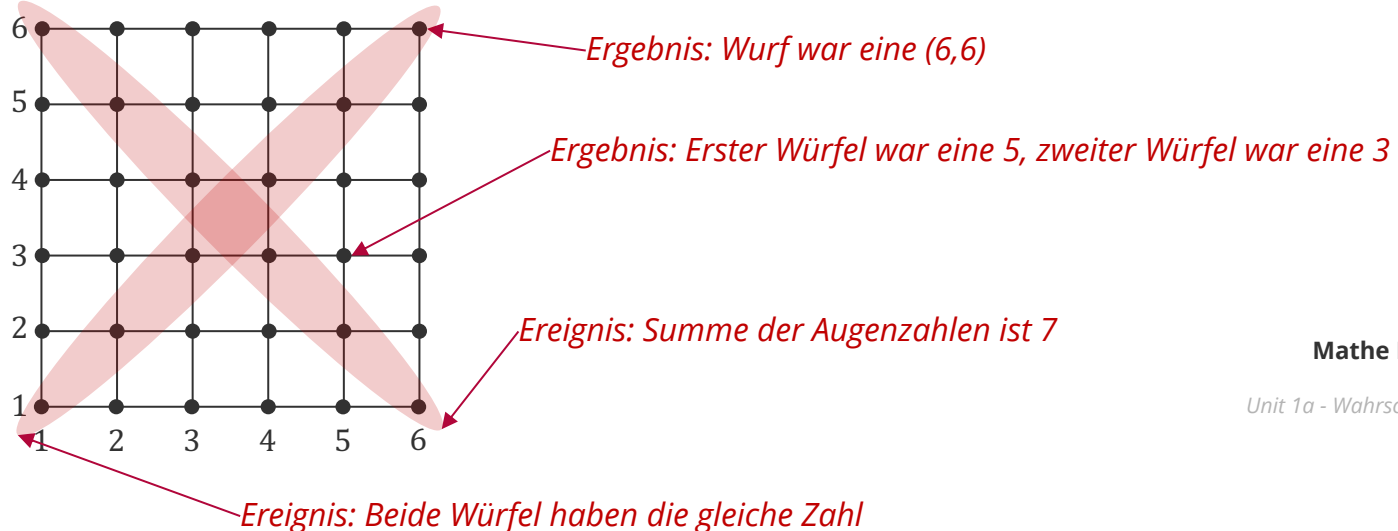 6
Ergebnis: Wurf war eine (6,6)
5
Ergebnis: Erster Würfel war eine 5, zweiter Würfel war eine 3
4
3
2
Ereignis: Summe der Augenzahlen ist 7
Mathe
1
Unit 1a - Wahrsc
1 2 3 4 5 6
Ereignis: Beide Würfel haben die gleiche Zahl